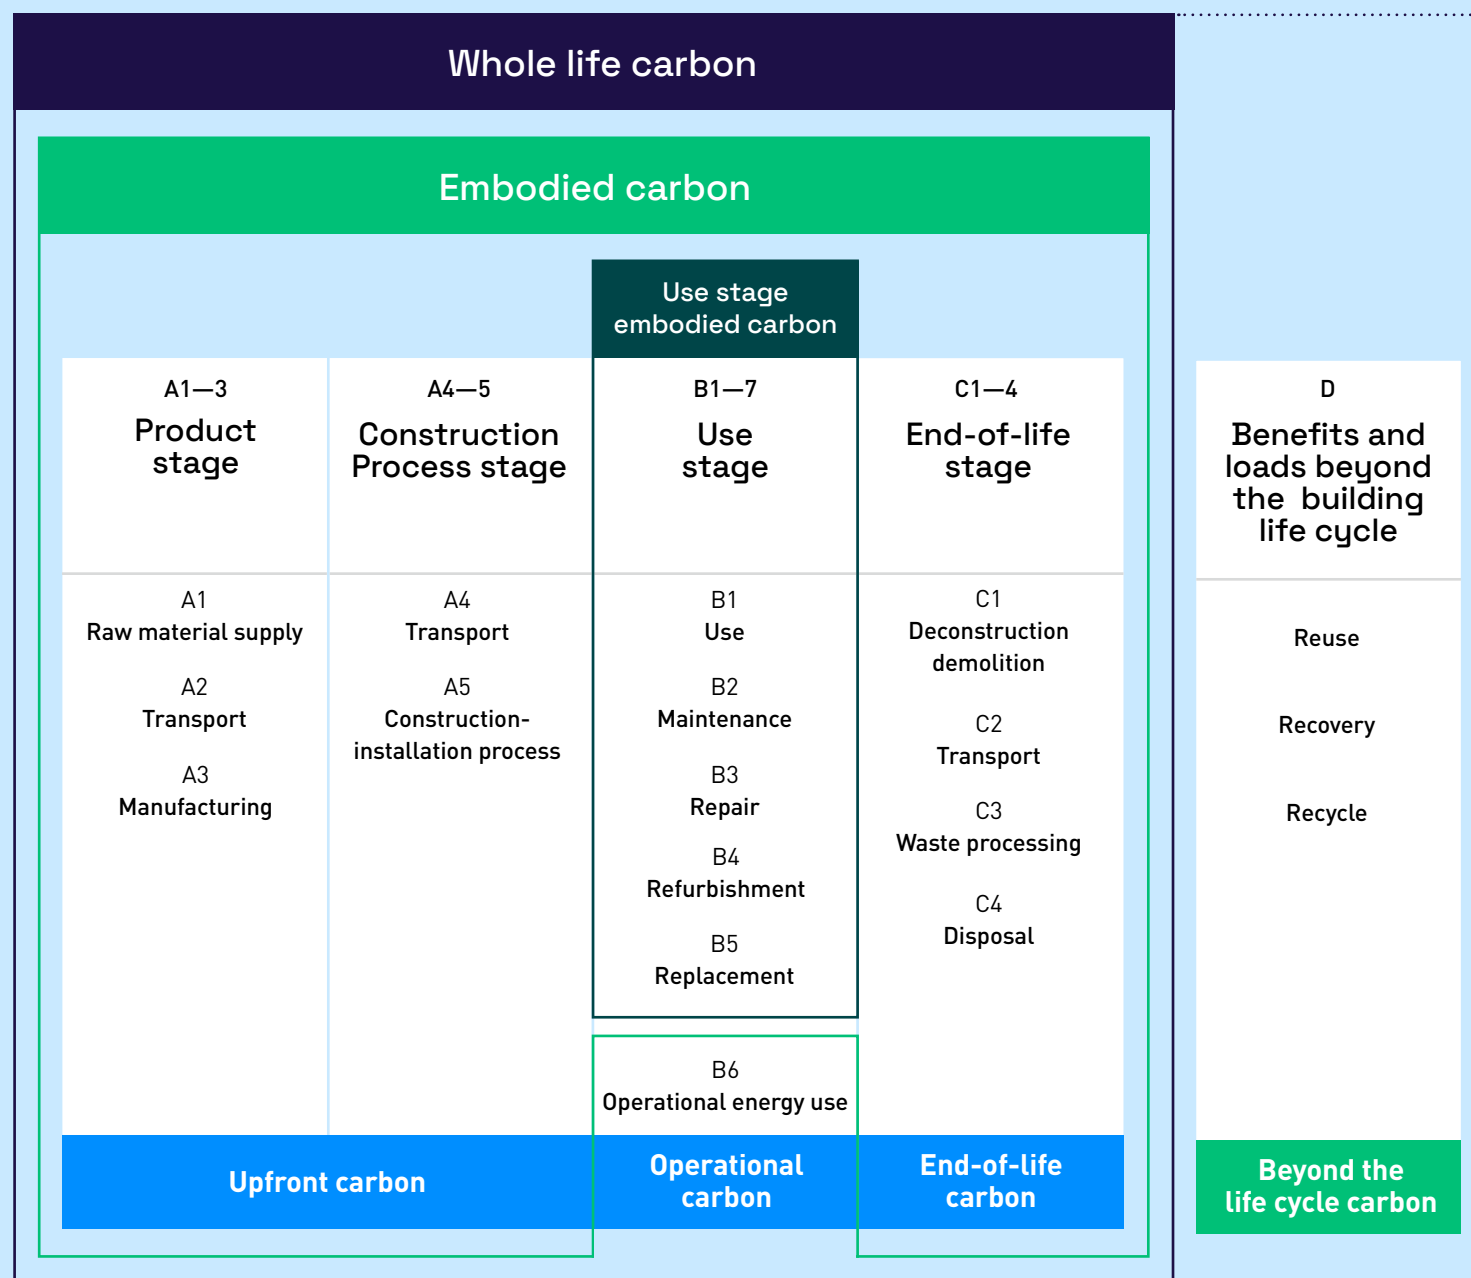 Whole life carbon
Embodied carbon
Use stage
embodied carbon
A1—3
Product
stage
A1
Raw material supply
A2
Transport
A3
Manufacturing
A4—5
Construction
Process stage
A4
Transport
A5
Construction-
installation process
Upfront carbon
B1—7
Use
stage
B1
Use
B2
Maintenance
B3
Repair
B4
Refurbishment
B5
Replacement
B6
Operational energy use
Operational
carbon
C1—4
End-of-life
stage
C1
Deconstruction
demolition
C2
Transport
C3
Waste processing
C4
Disposal
End-of-life
carbon
D
Benefits and
loads beyond
the building
life cycle
Reuse
Recovery
Recycle
Beyond the
life cycle carbon